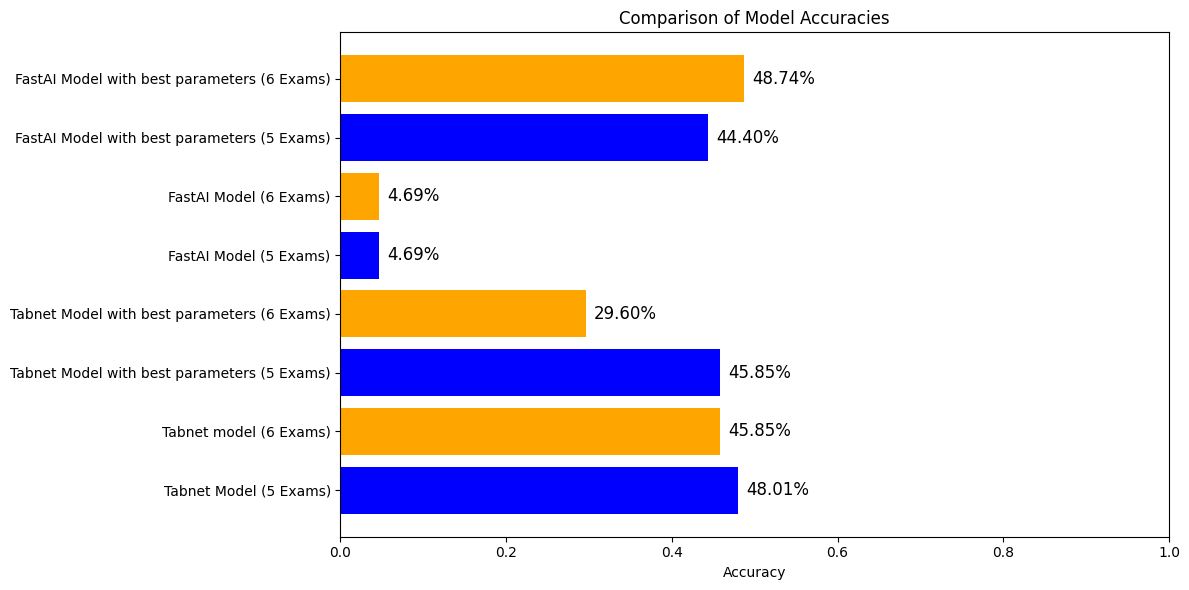 Comparison of Model Accuracies
FastAI Model with best parameters (6 Exams)
48.74%
FastAI Model with best parameters (5 Exams)
44.40%
FastAI Model (6 Exams)
4.69%
FastAI Model (5 Exams)
4.69%
Tabnet Model with best parameters (6 Exams)
29.60%
Tabnet Model with best parameters (5 Exams)
45.85%
Tabnet model (6 Exams)
45.85%
Tabnet Model (5 Exams)
48.01%
0.0 0.2 0.4 0.6 0.8 1.0
Accuracy